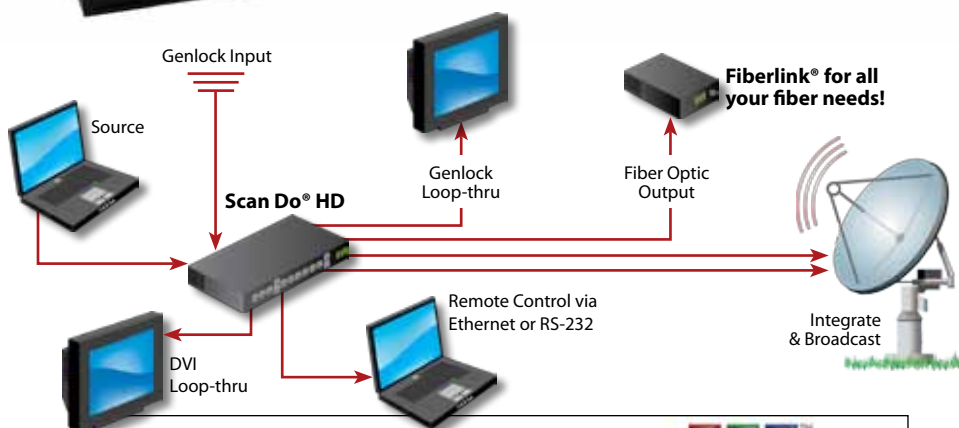 Genlock Input
Source
Scan Do® HD
Genlock
Loop-thru
Fiberlink® for all
your fiber needs!
Fiber Optic
Output
Remote Control via
Ethernet or RS-232
DVI
Loop-thru
Integrate
& Broadcast